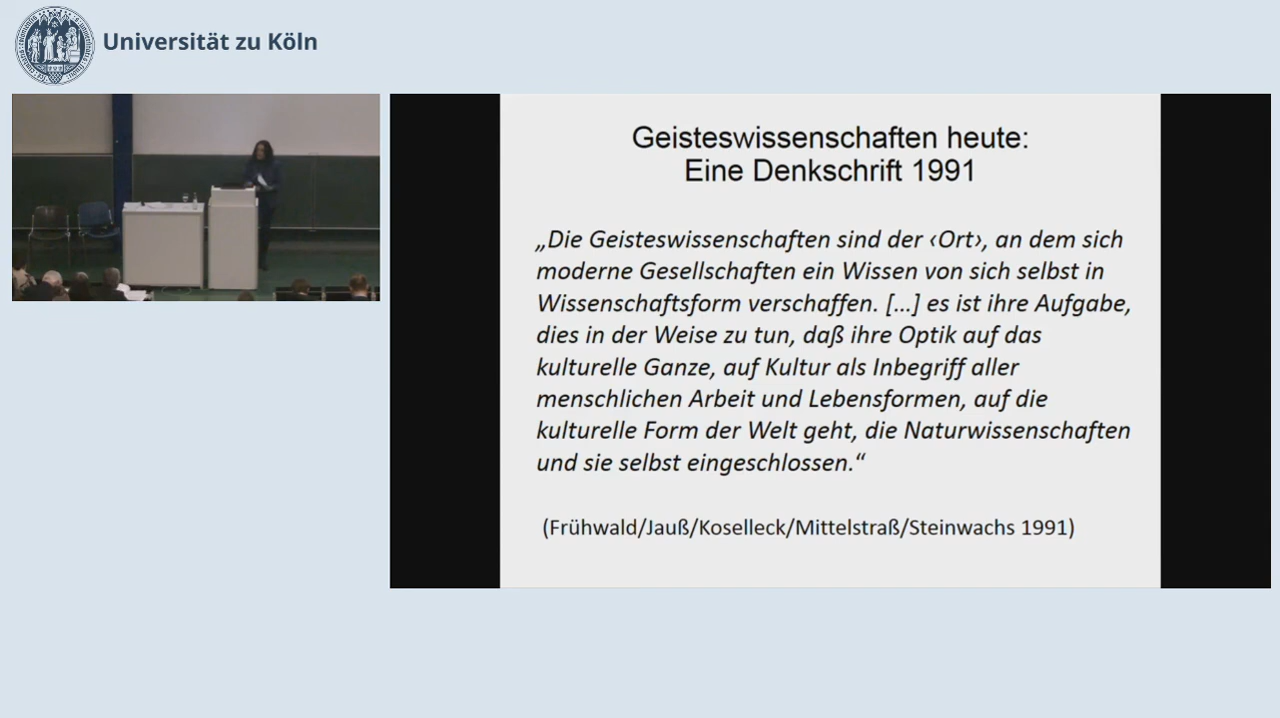 Universität zu Köln
Geisteswissenschaften heute:
Eine Denkschrift 1991
„Die Geisteswissenschaften sind der ‹Ort›, an dem sich
moderne Gesellschaften ein Wissen von sich selbst in
Wissenschaftsform verschaffen. […] es ist ihre Aufgabe,
dies in der Weise zu tun, daß ihre Optik auf das
kulturelle Ganze, auf Kultur als Inbegriff aller
menschlichen Arbeit und Lebensformen, auf die
kulturelle Form der Welt geht, die Naturwissenschaften
und sie selbst eingeschlossen.“
(Frühwald/Jauß/Koselleck/Mittelstraß/Steinwachs 1991)